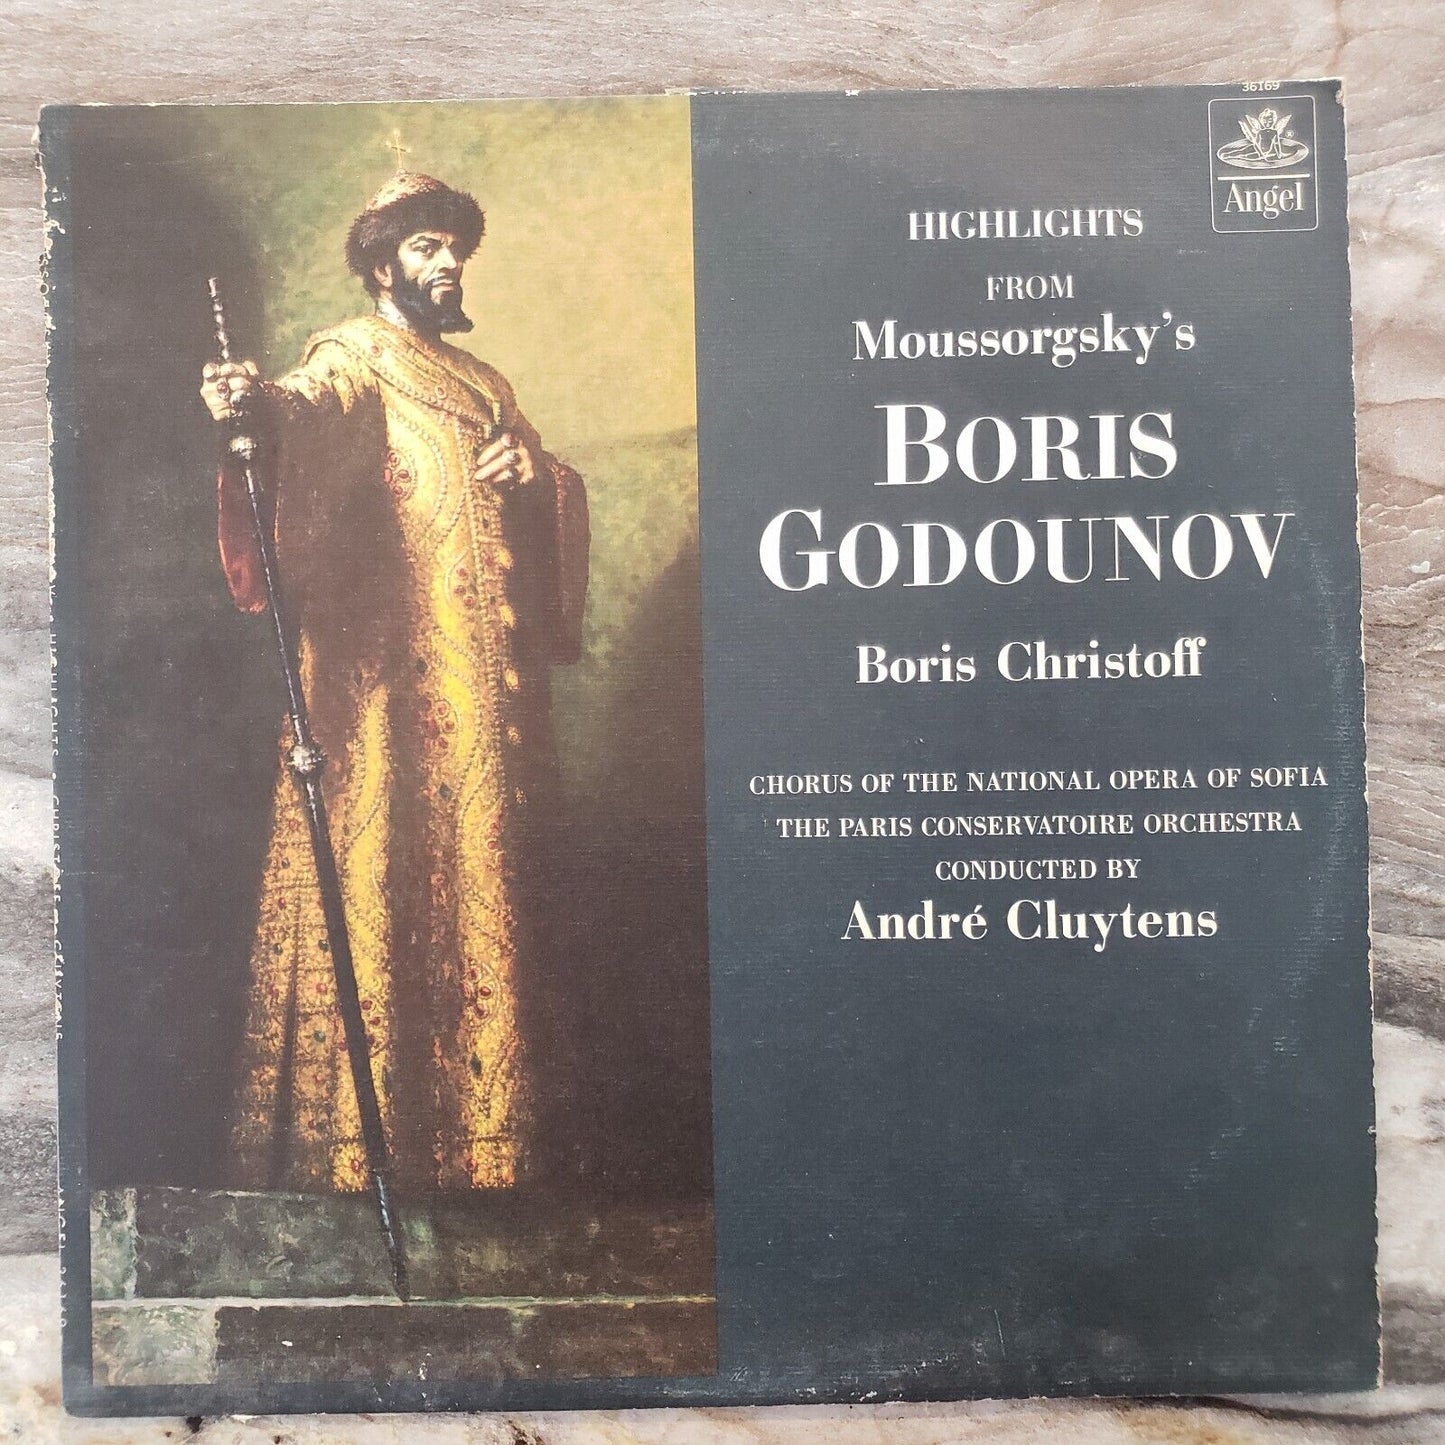 36169
Angel
HIGHLIGHTS
FROM
Moussorgsky's
BORIS
GODOUNOV
Boris Christoff
CHORUS OF THE NATIONAL OPERA OF SOFIA
THE PARIS CONSERVATOIRE ORCHESTRA
CONDUCTED BY
André Cluytens